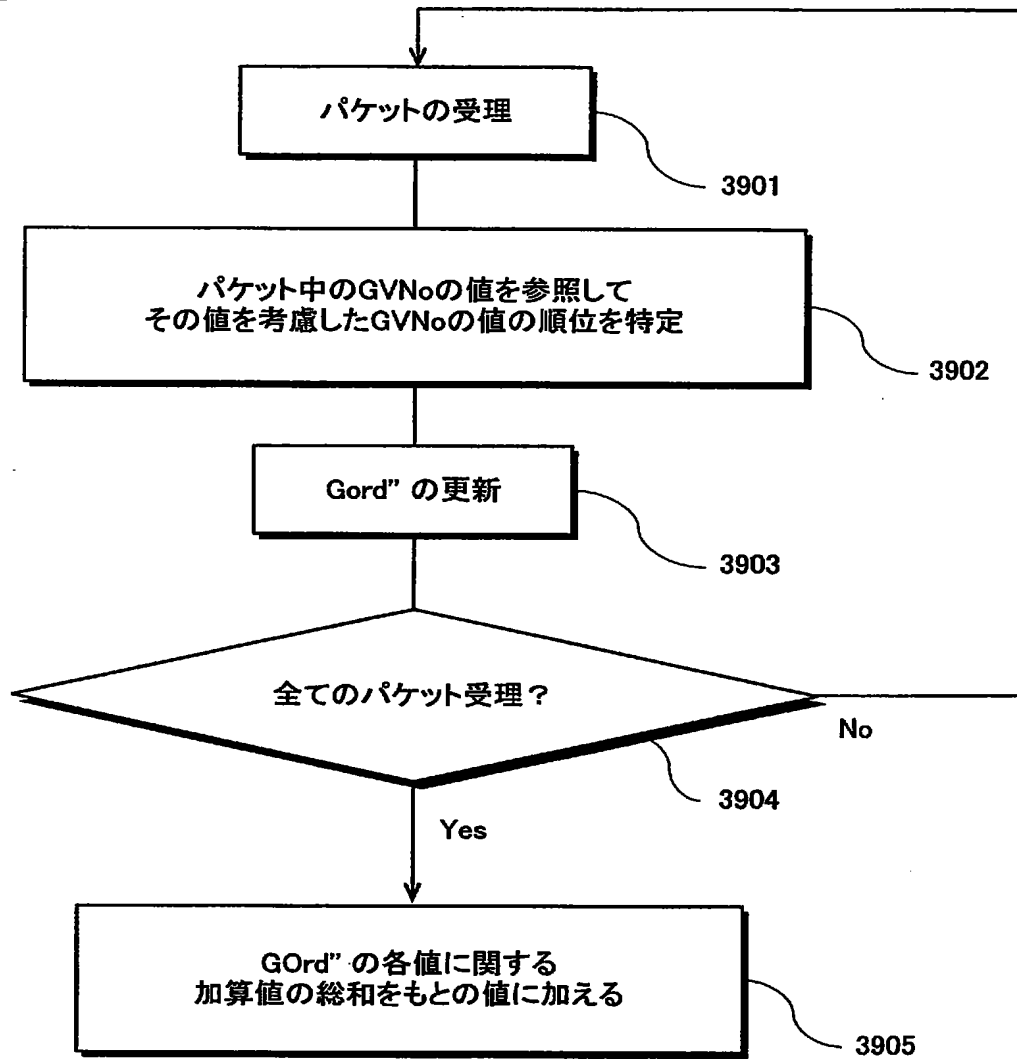 パケットの受理
3901
パケット中のGVNoの値を参照して
その値を考慮したGVNoの値の順位を特定
3902
Gord” の更新
3903
全てのパケット受理？
No
3904
Yes
GOrd” の各値に関する
加算値の総和をもとの値に加える
3905